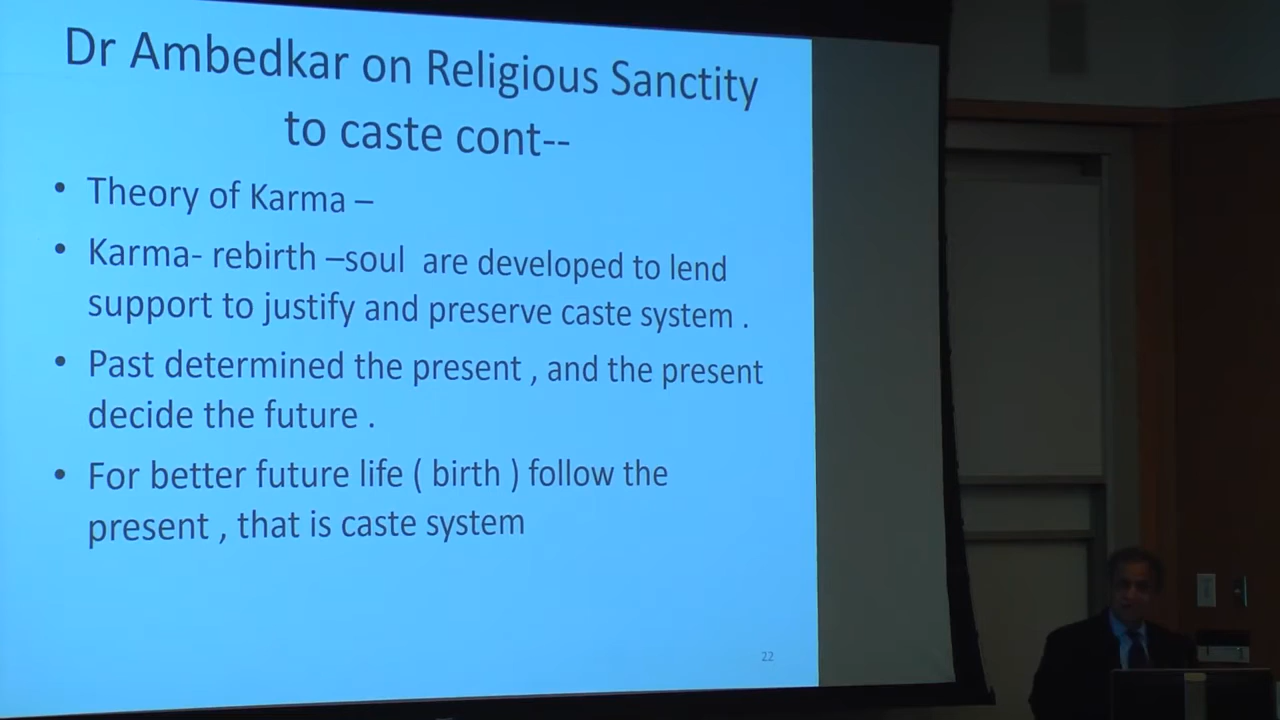 Dr Ambedkar on Religious Sanctity
to caste cont--
• Theory of Karma –
• Karma- rebirth –soul are developed to lend
support to justify and preserve caste system .
• Past determined the present , and the present
decide the future .
• For better future life ( birth ) follow the
present , that is caste system
22